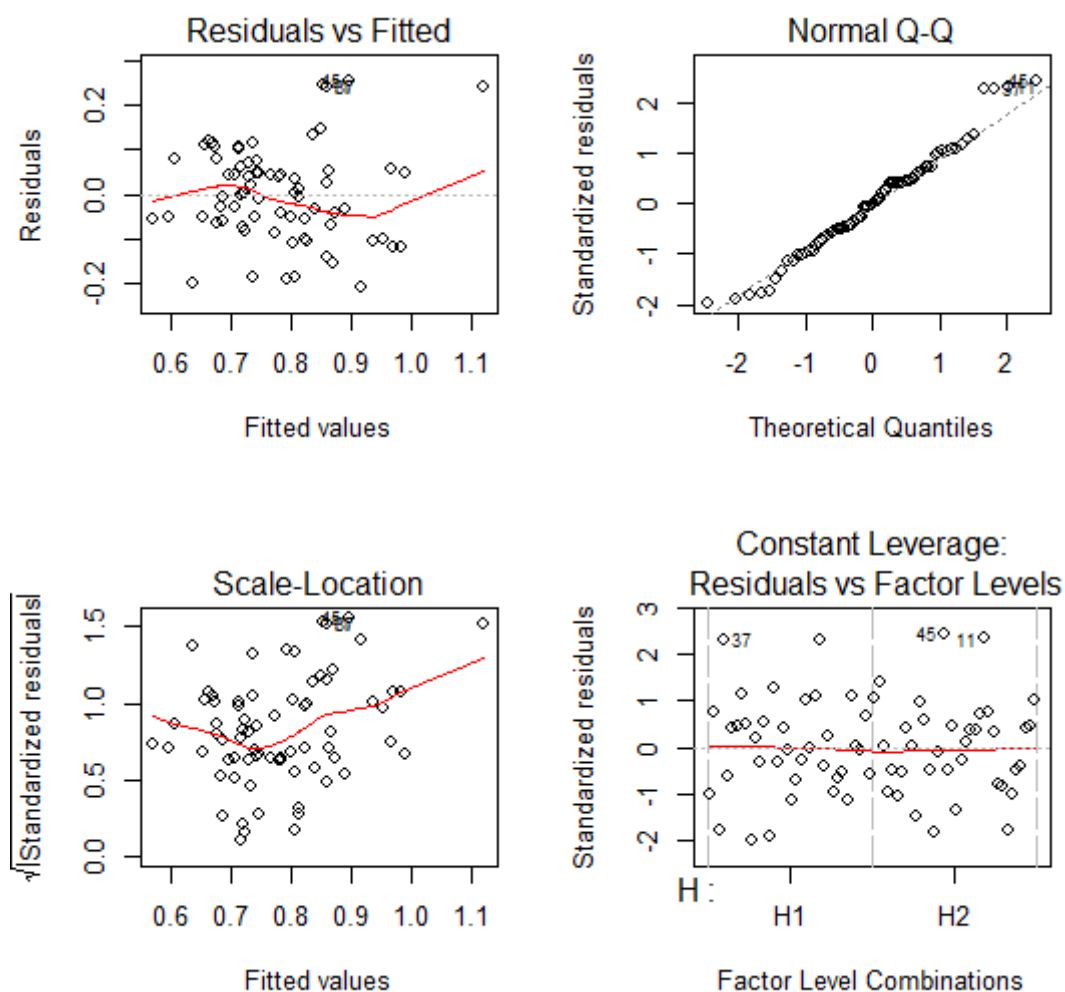 Residuals vs Fitted
Residuals
0.2
0.0
-0.2
45
0.6 0.7 0.8 0.9 1.0 1.1
Fitted values
Normal Q-Q
Standardized residuals
2
1
0
-1
-2
45
-2 -1 0 1 2
Theoretical Quantiles
Scale-Location
√|Standardized residuals|
1.5
1.0
0.5
0.0
45
0.6 0.7 0.8 0.9 1.0 1.1
Fitted values
Constant Leverage:
Residuals vs Factor Levels
Standardized residuals
3
2
1
0
-1
-2
37
45
11
H :
H1 H2
Factor Level Combinations